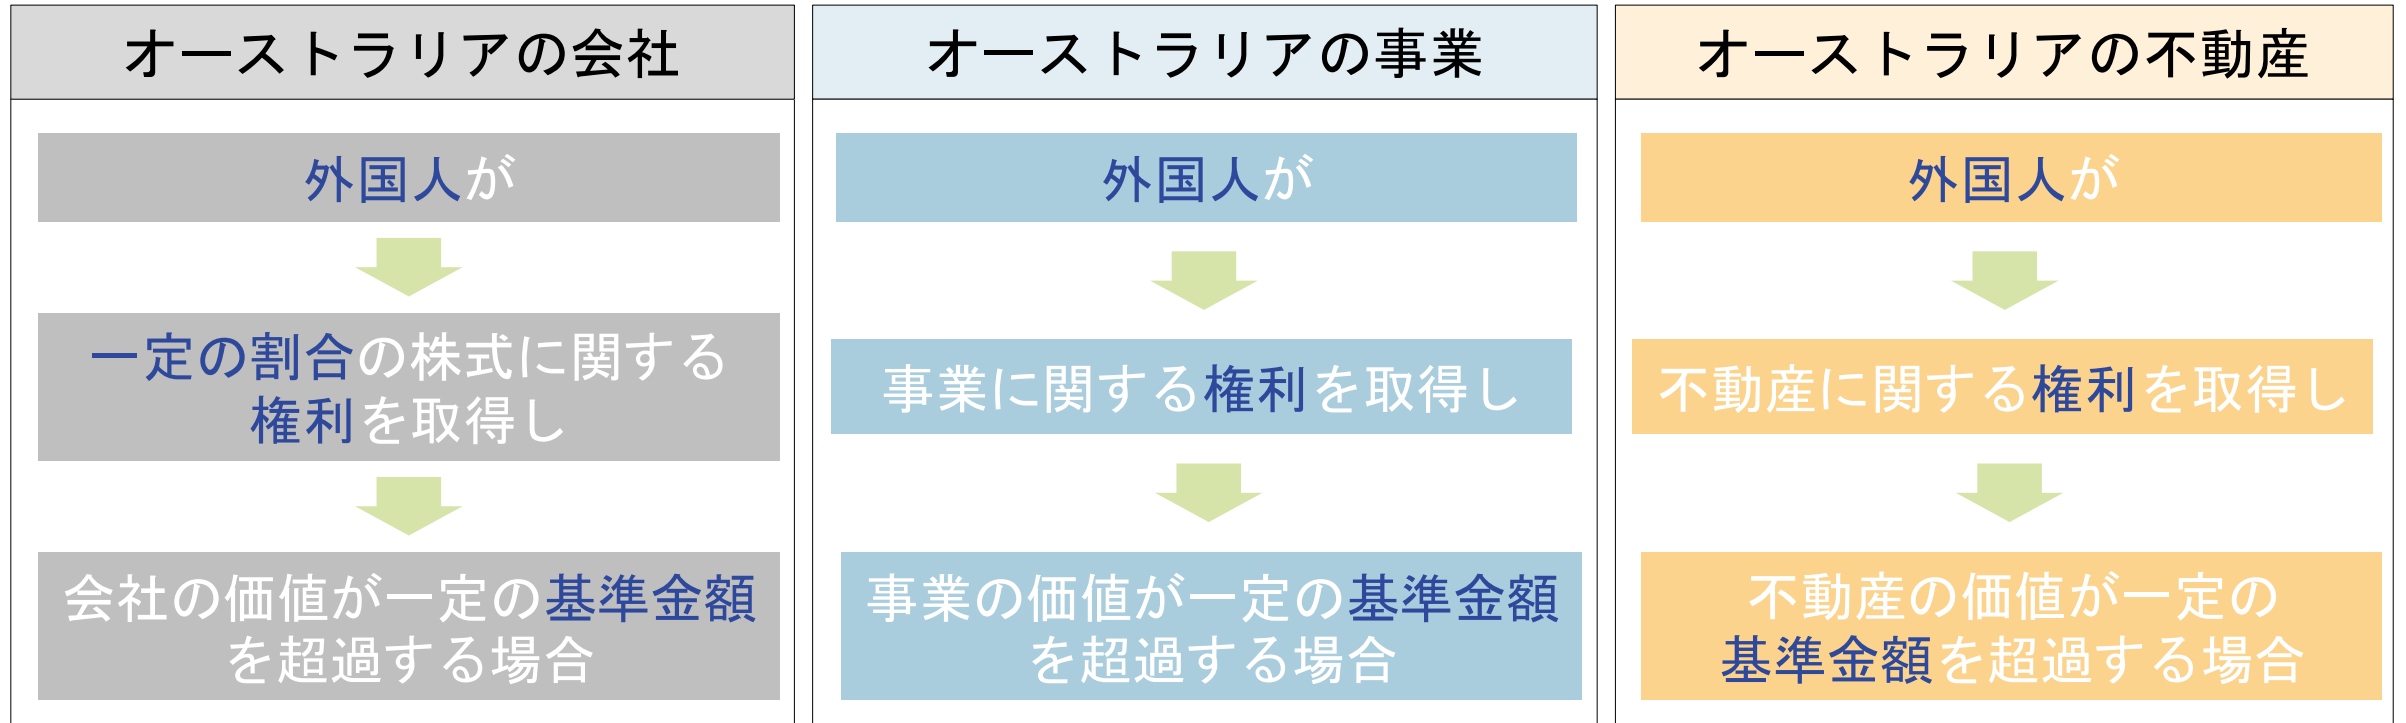 オーストラリアの会社
外国人が
一定の割合の株式に関する
権利を取得し
会社の価値が一定の基準金額
を超過する場合
オーストラリアの事業
外国人が
事業に関する権利を取得し
事業の価値が一定の基準金額
を超過する場合
オーストラリアの不動産
外国人が
不動産に関する権利を取得し
不動産の価値が一定の
基準金額を超過する場合